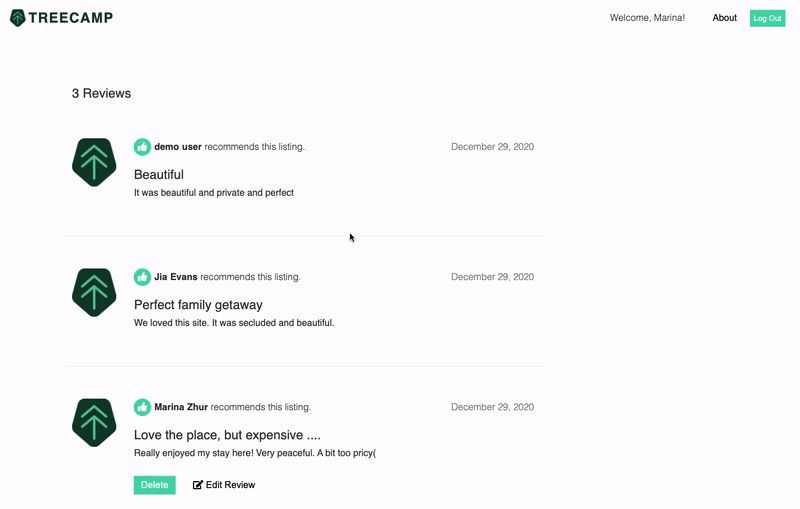 TREECAMP
Welcome, Marina! About Log Out
3 Reviews
demo user recommends this listing. December 29, 2020
Beautiful
It was beautiful and private and perfect
Jia Evans recommends this listing. December 29, 2020
Perfect family getaway
We loved this site. It was secluded and beautiful.
Marina Zhur recommends this listing. December 29, 2020
Love the place, but expensive ....
Really enjoyed my stay here! Very peaceful. A bit too pricy(
Delete Edit Review